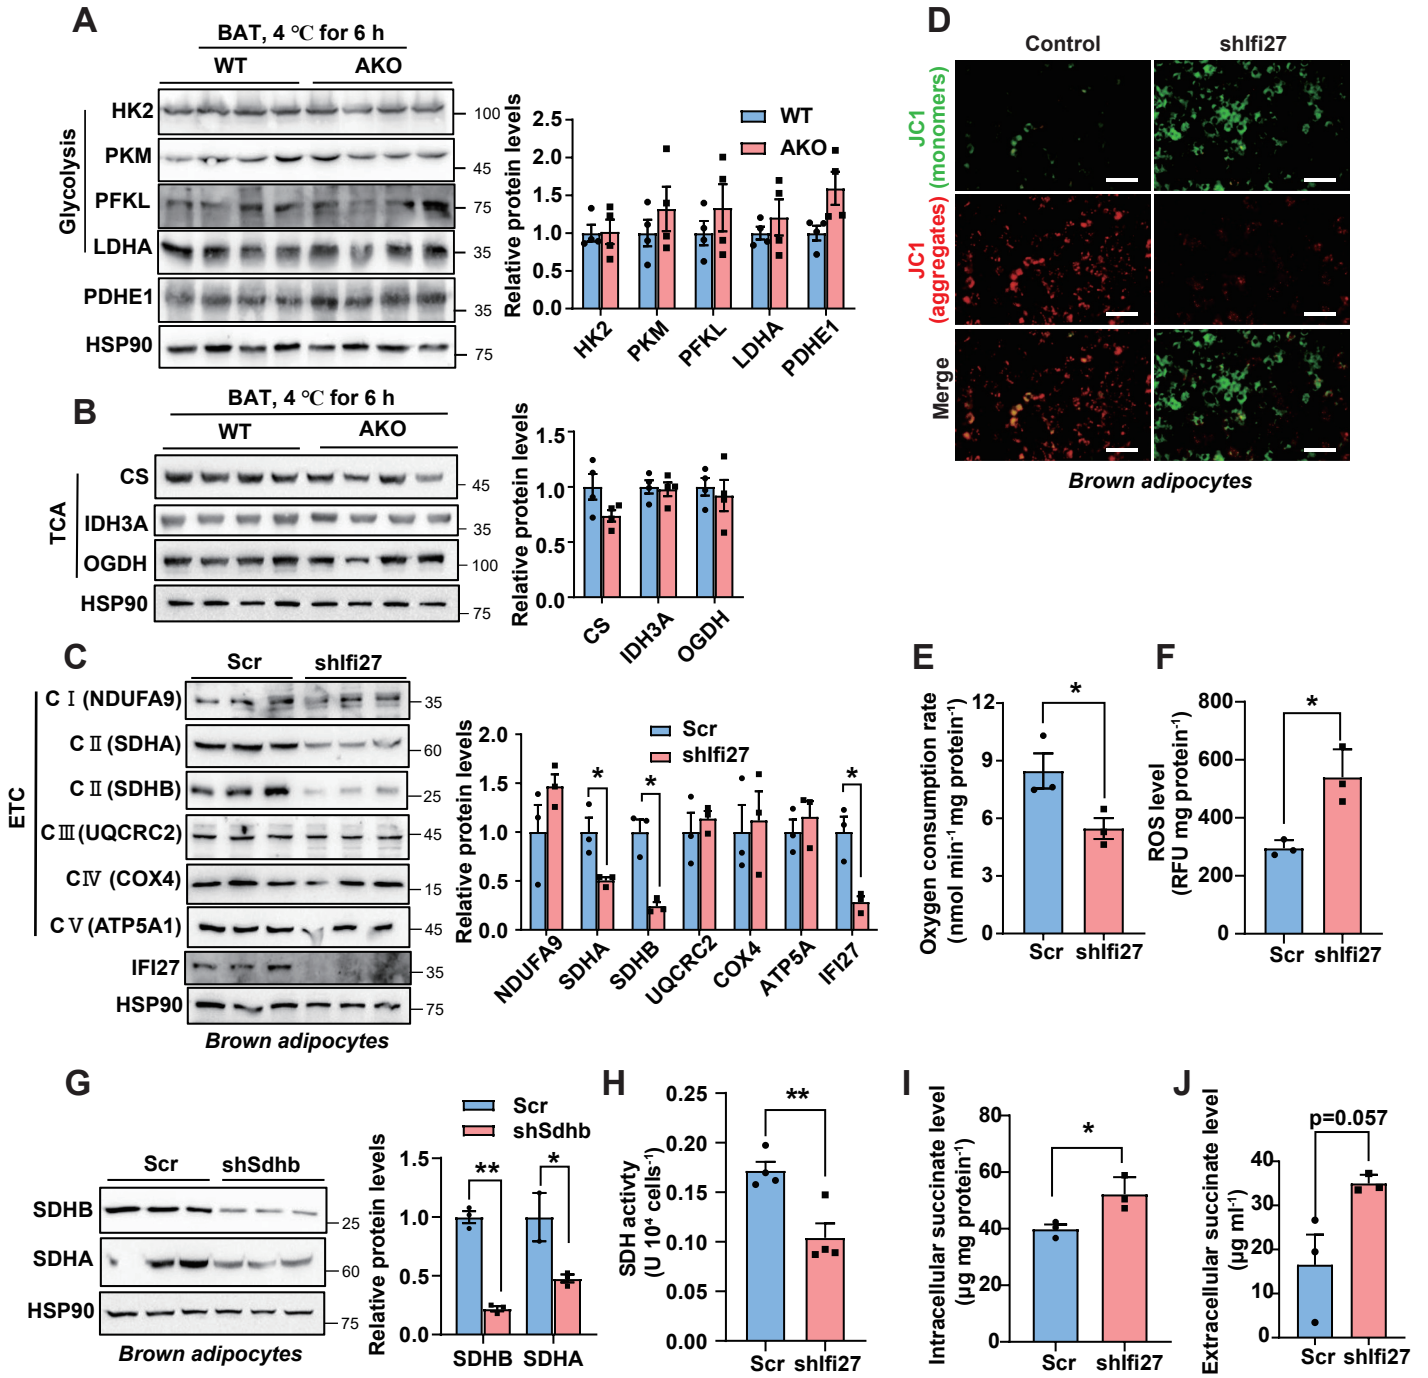 A
BAT, 4 °C for 6 h
WT AKO
Glycolysis
HK2 100
PKM 45
PFKL 75
LDHA 35
PDHE1 35
HSP90 75
Relative protein levels
2.5
2.0
1.5
1.0
0.5
0.0
WT
AKO
HK2 PKM PFKL LDHA PDHE1
B
BAT, 4 °C for 6 h
WT AKO
TCA
CS 45
IDH3A 35
OGDH 100
HSP90 75
Relative protein levels
1.5
1.0
0.5
0.0
CS IDH3A OGDH
C
Scr shIfi27
ETC
C Ⅰ (NDUFA9) 35
C Ⅱ (SDHA) 60
C Ⅱ (SDHB) 25
C Ⅲ (UQCRC2) 45
C Ⅳ (COX4) 15
C Ⅴ (ATP5A1) 45
IFI27 35
HSP90 75
Brown adipocytes
Relative protein levels
2.0
1.5
1.0
0.5
0.0
Scr
shIfi27
* * *
NDUFA9 SDHA SDHB UQCRC2 COX4 ATP5A IFI27
D
Control shIfi27
JC1 (monomers)
JC1 (aggregates)
Merge
Brown adipocytes
E
Oxygen consumption rate
(nmol min⁻¹ mg protein⁻¹)
12
9
6
3
0
*
Scr shIfi27
F
ROS level
(RFU mg protein⁻¹)
800
600
400
200
0
*
Scr shIfi27
G
Scr shSdhb
SDHB 25
SDHA 60
HSP90 75
Brown adipocytes
Relative protein levels
1.5
1.0
0.5
0.0
Scr
shSdhb
** *
SDHB SDHA
H
SDH activty
(U 10⁴ cells⁻¹)
0.25
0.20
0.15
0.10
0.05
0.00
**
Scr shIfi27
I
Intracellular succinate level
(µg mg protein⁻¹)
80
60
40
20
0
*
Scr shIfi27
J
Extracellular succinate level
(µg ml⁻¹)
40
30
20
10
0
p=0.057
Scr shIfi27